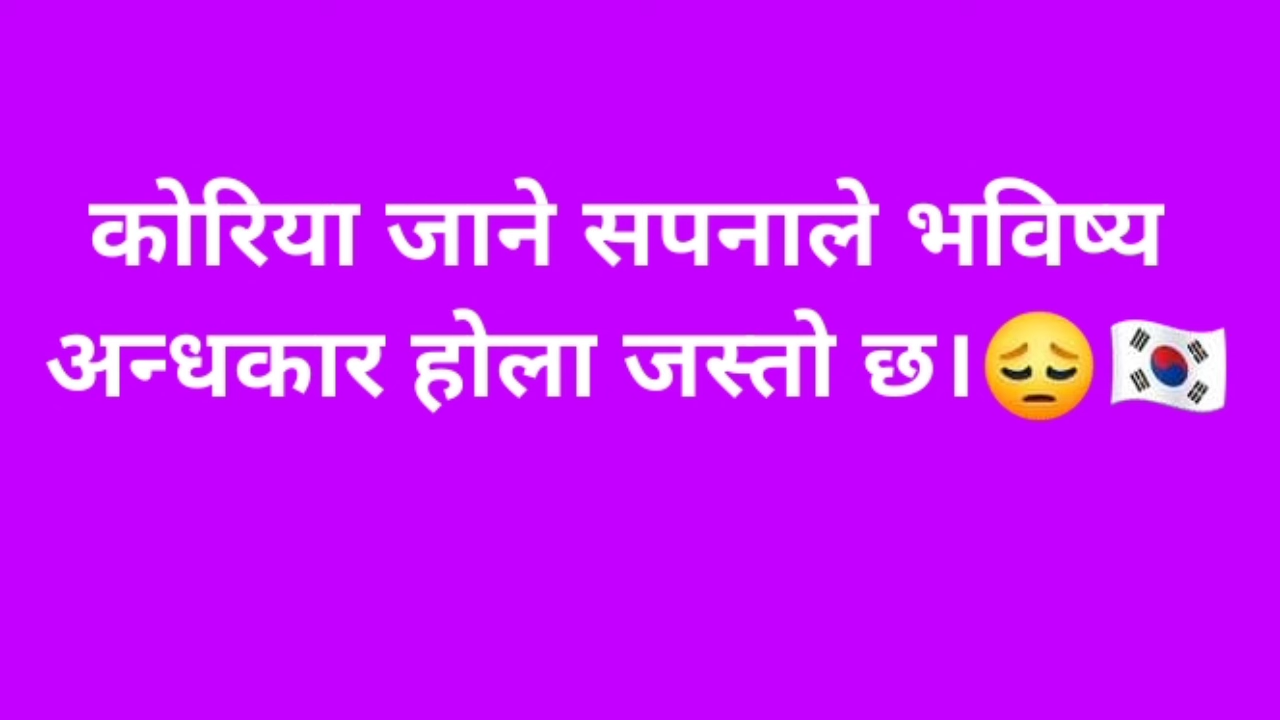 कोरिया जाने सपनाले भविष्य
अन्धकार होला जस्तो छ।😔🇰🇷